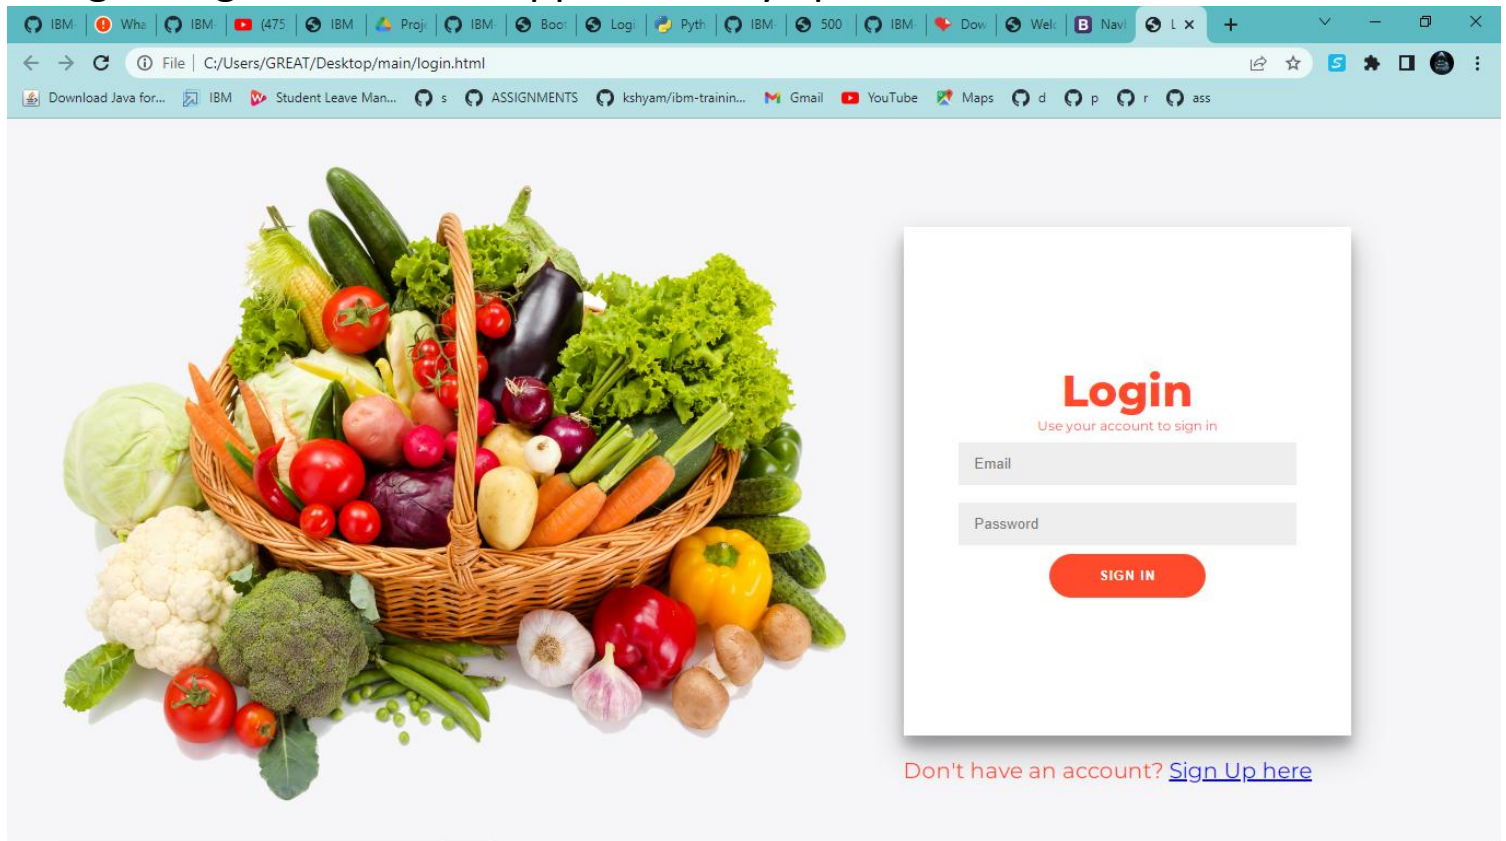 IBM- Wha IBM- (475 IBM Proje IBM- Boot Logi Pyth IBM- 500 IBM- Dow Welc B Navl L
File C:/Users/GREAT/Desktop/main/login.html S
Download Java for... IBM Student Leave Man... s ASSIGNMENTS kshyam/ibm-trainin... Gmail YouTube Maps d p r ass
Login
Use your account to sign in
Email
Password
SIGN IN
Don't have an account? Sign Up here